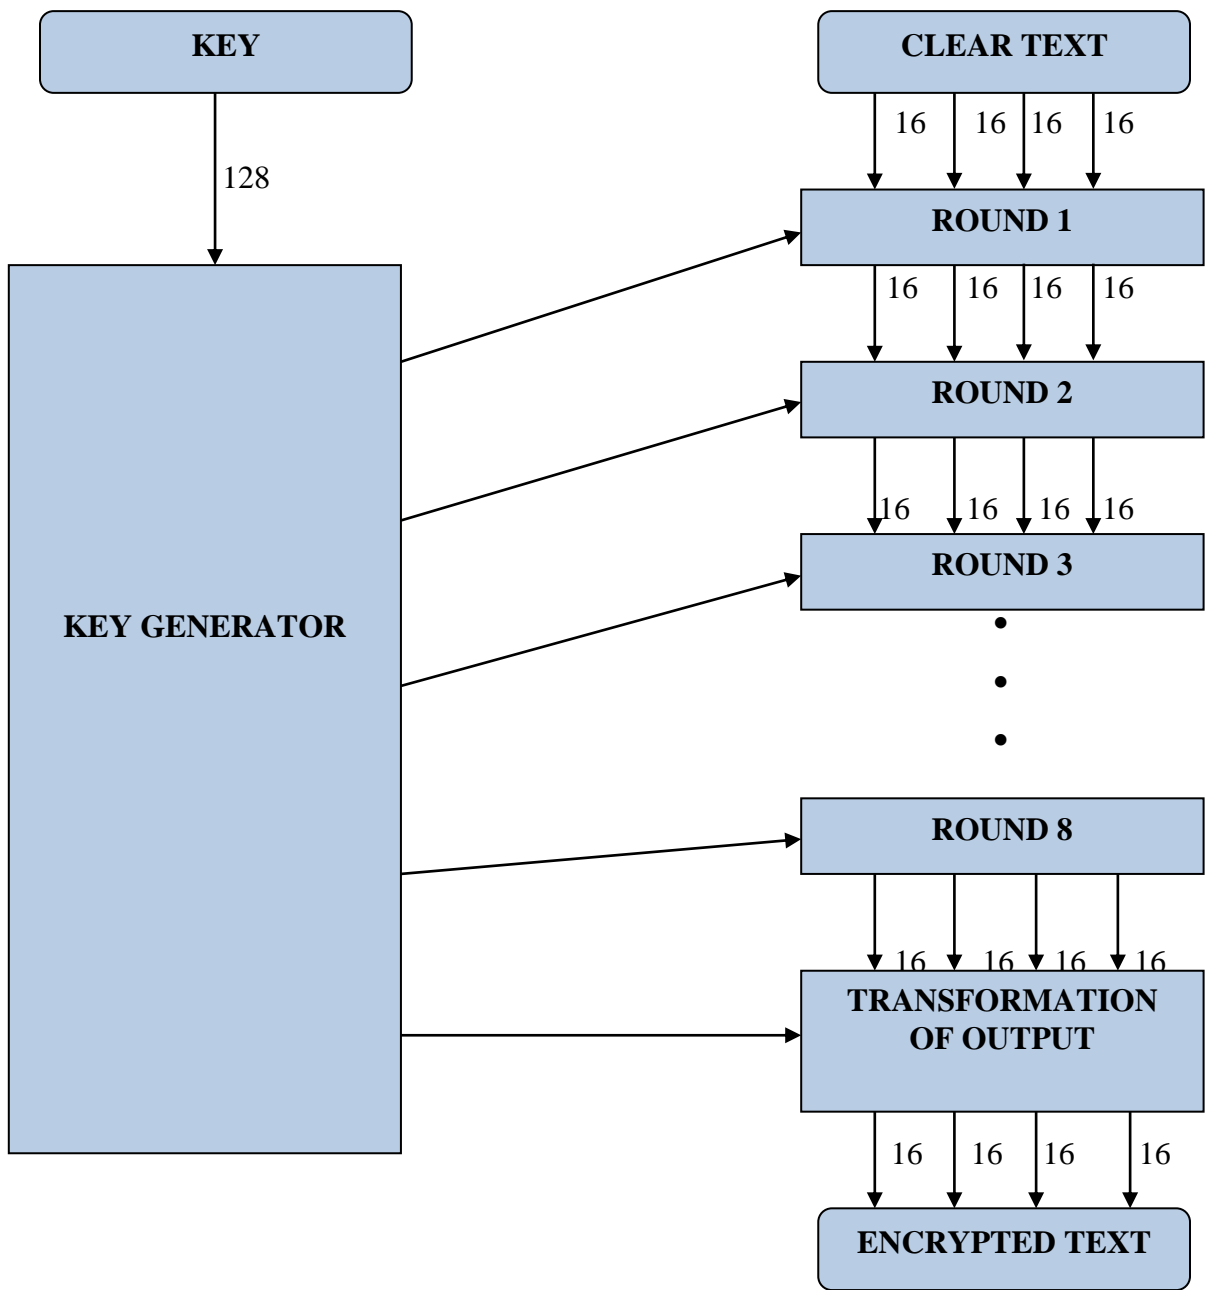 KEY
CLEAR TEXT
16 16 16 16
128
ROUND 1
16 16 16 16
ROUND 2
16 16 16 16
ROUND 3
KEY GENERATOR
ROUND 8
16 16 16 16
TRANSFORMATION
OF OUTPUT
16 16 16 16
ENCRYPTED TEXT